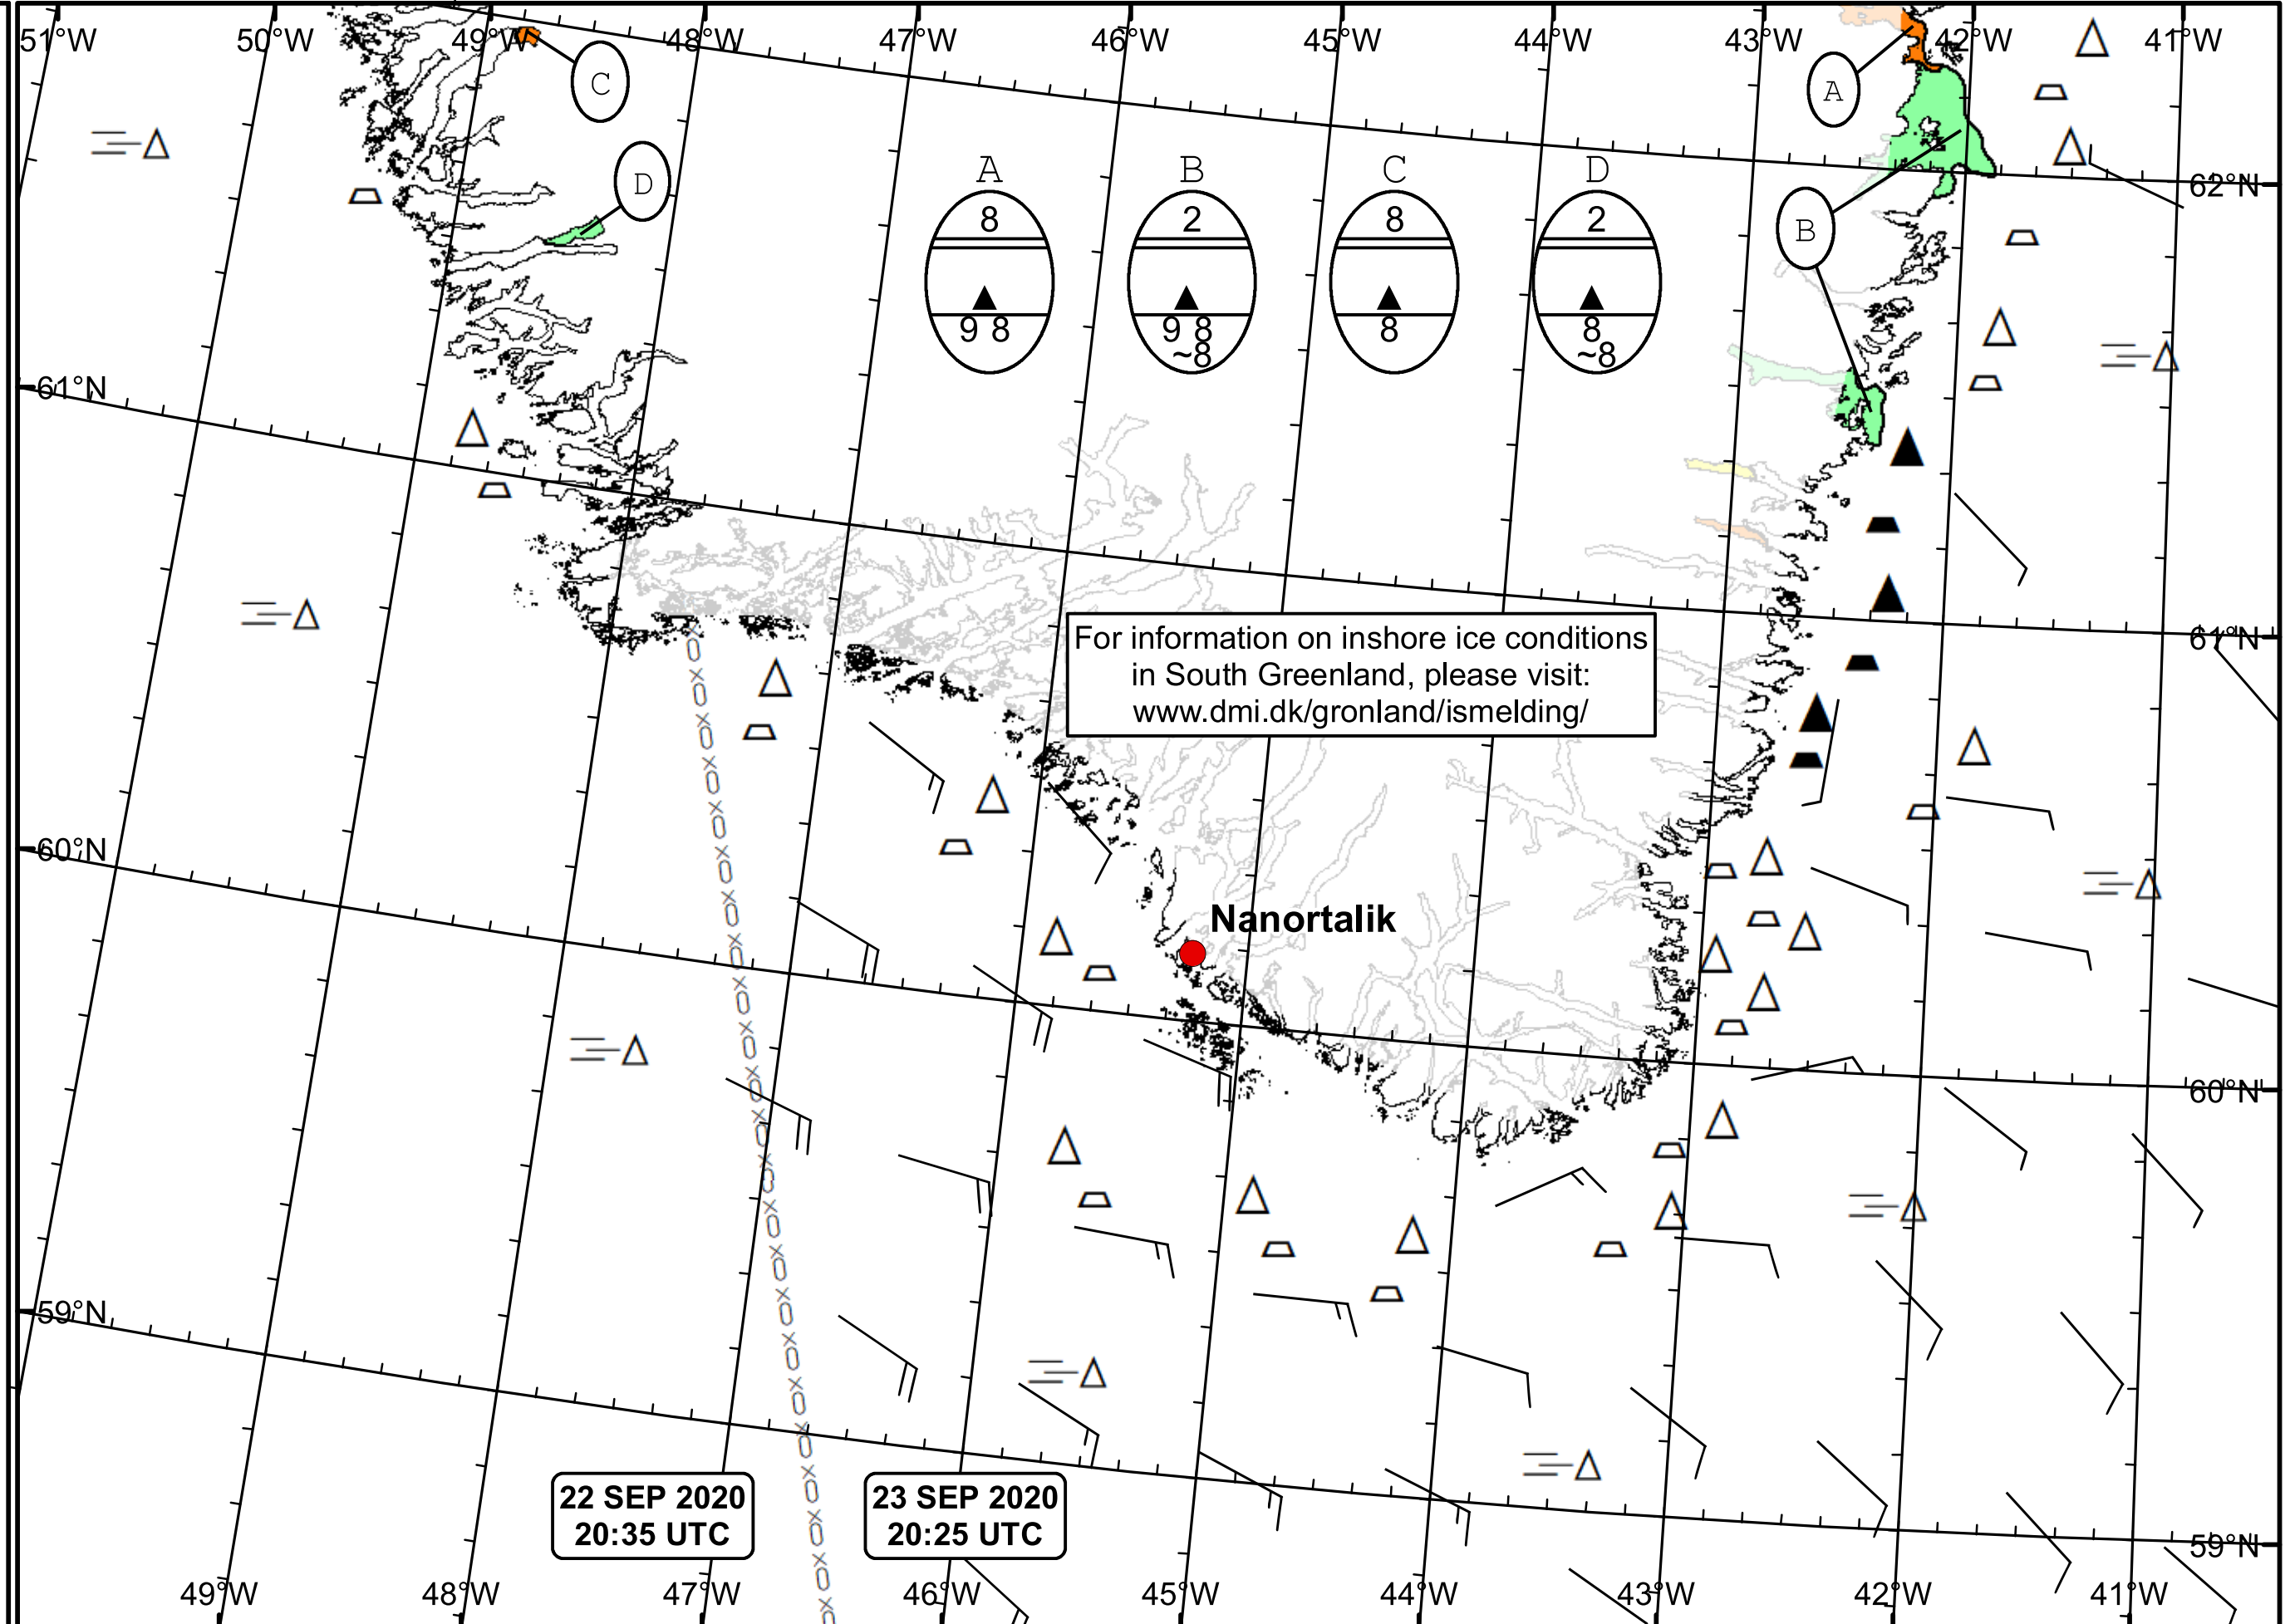 51°W 50°W 49°W 48°W 47°W 46°W 45°W 44°W 43°W 42°W 41°W
C
A
D
A B C D
62°N
8 2 8 2
B
9 8 9 8 8 8
~8 ~8
61°N
For information on inshore ice conditions
in South Greenland, please visit:
www.dmi.dk/gronland/ismelding/
61°N
60°N
Nanortalik
60°N
59°N
22 SEP 2020
20:35 UTC
23 SEP 2020
20:25 UTC
59°N
49°W 48°W 47°W 46°W 45°W 44°W 43°W 42°W 41°W